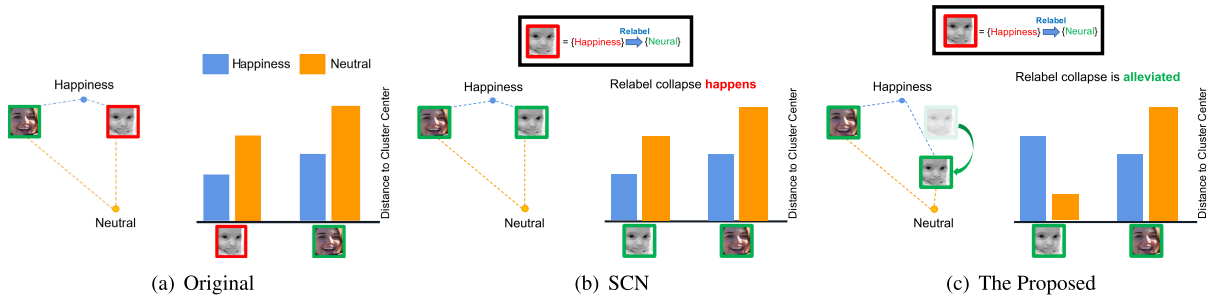 Happiness
Neutral
Happiness
Neutral
Distance to Cluster Center
(a) Original
Relabel
= {Happiness} {Neural}
Relabel collapse happens
Happiness
Neutral
Distance to Cluster Center
(b) SCN
Relabel
= {Happiness} {Neural}
Relabel collapse is alleviated
Happiness
Neutral
Distance to Cluster Center
(c) The Proposed